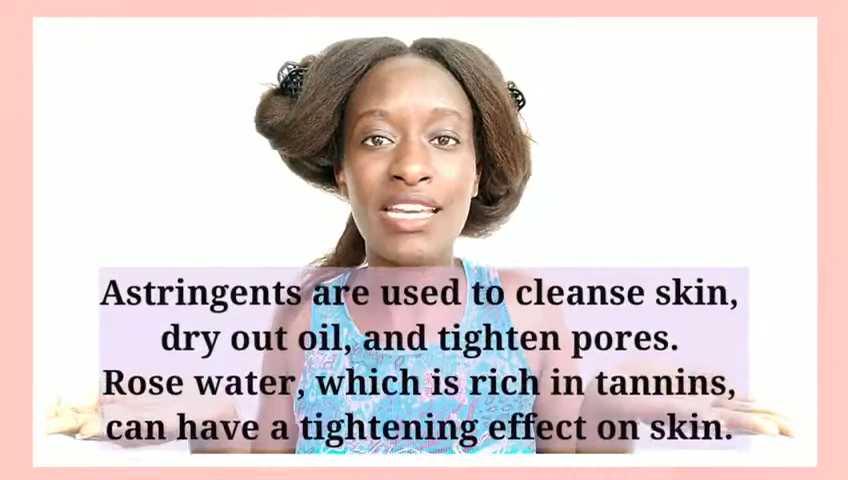 Astringents are used to cleanse skin,
dry out oil, and tighten pores.
Rose water, which is rich in tannins,
can have a tightening effect on skin.